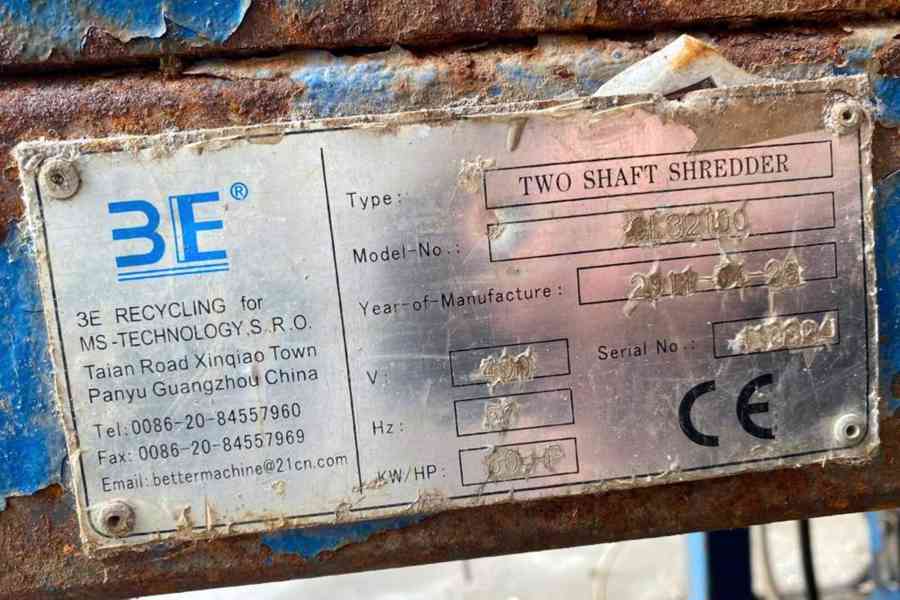 3E®
3E RECYCLING for
MS-TECHNOLOGY.S.R.O.
Taian Road Xinqiao Town
Panyu Guangzhou China
Tel:0086-20-84557960
Fax: 0086-20-84557969
Email:bettermachine@21cn.com
Type: TWO SHAFT SHREDDER
Model-No.:
Year-of-Manufacture:
V: Serial No.:
Hz:
KW/HP:
CE